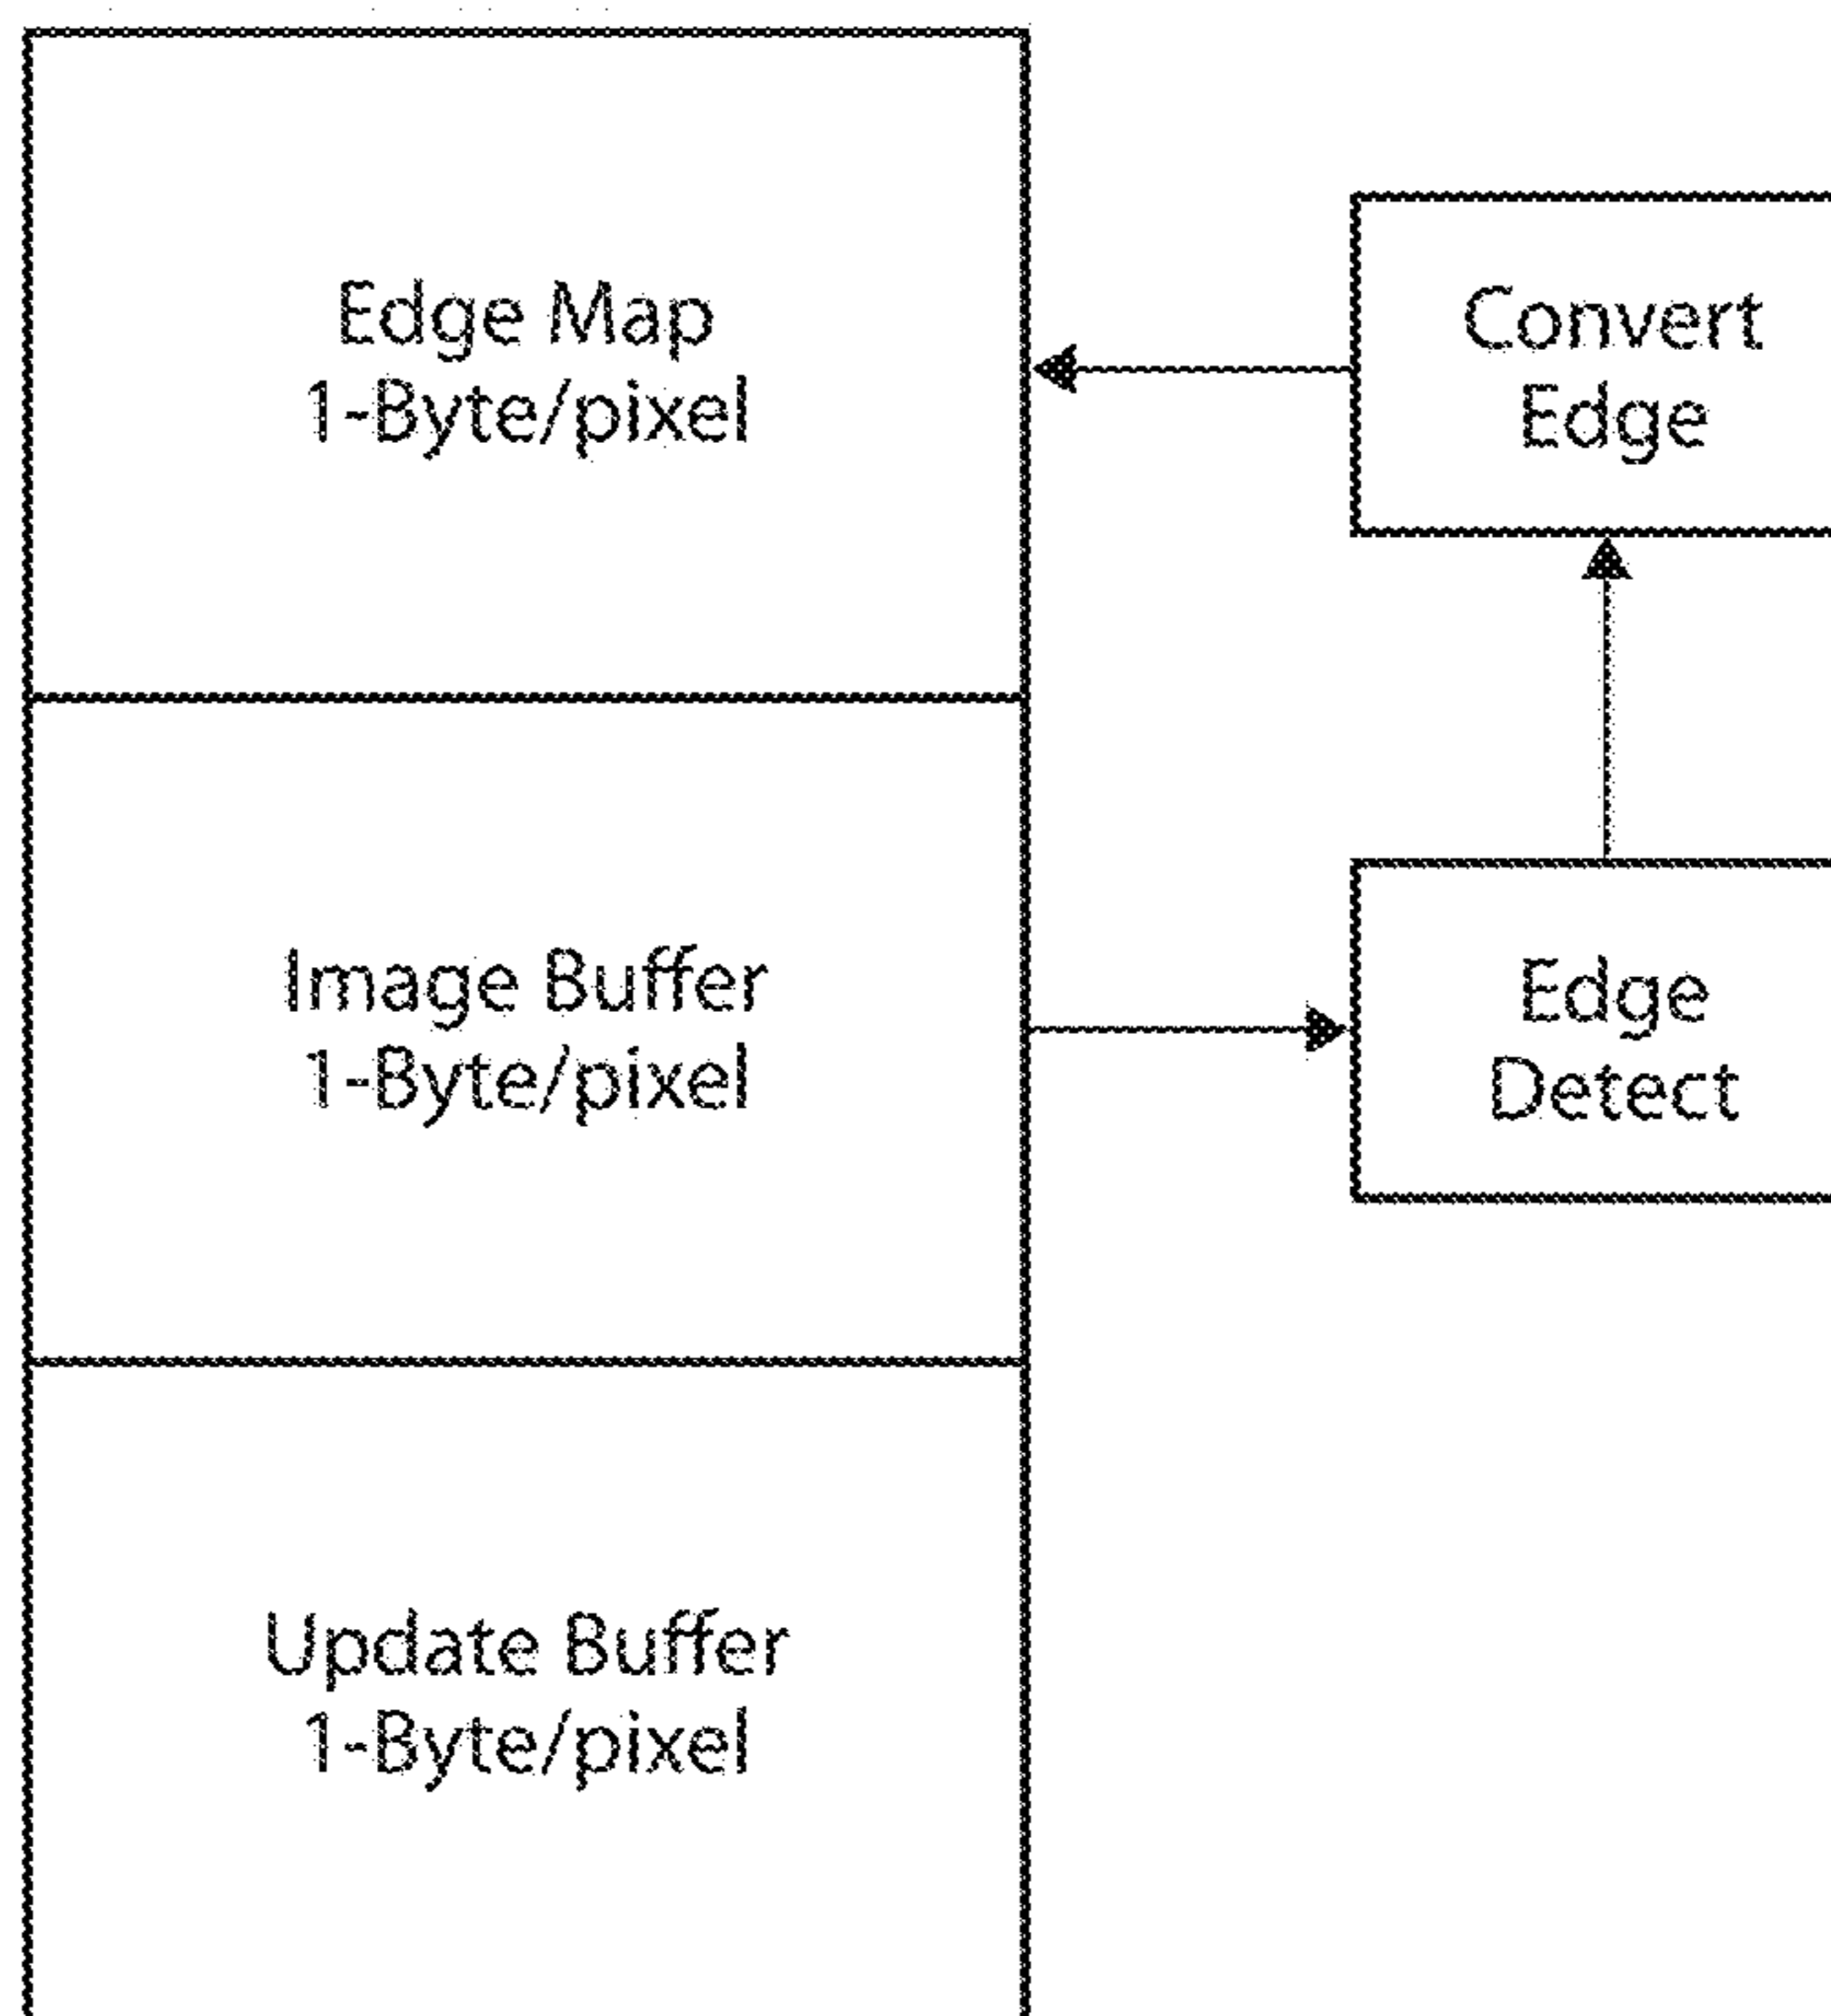 Edge Map
1-Byte/pixel
Convert
Edge
Image Buffer
1-Byte/pixel
Edge
Detect
Update Buffer
1-Byte/pixel